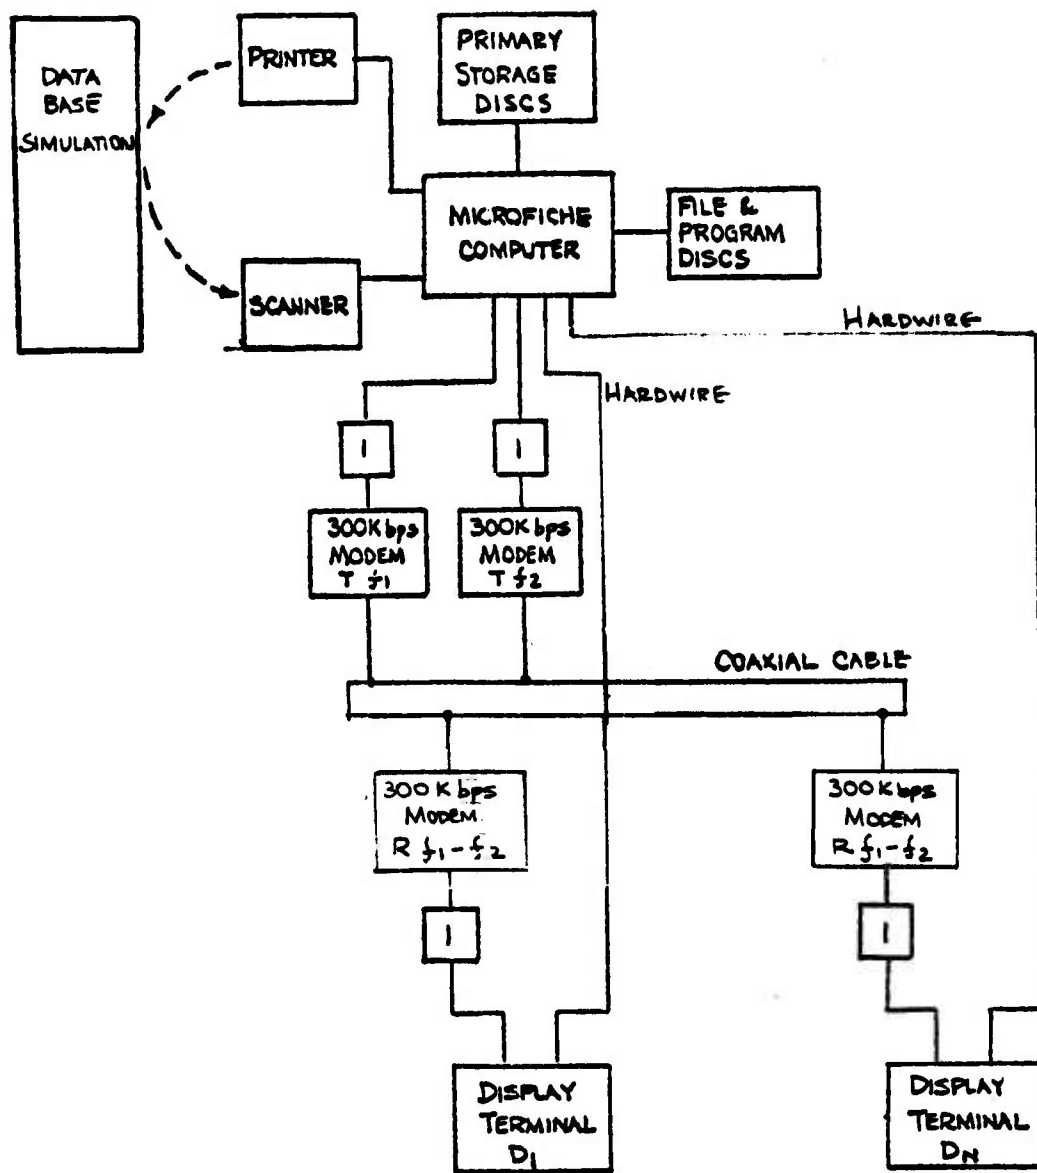 DATA
BASE
SIMULATION
PRINTER
PRIMARY
STORAGE
DISCS
MICROFICHE
COMPUTER
FILE &
PROGRAM
DISCS
SCANNER
HARDWIRE
HARDWIRE
I
I
300K bps
MODEM
T f1
300K bps
MODEM
T f2
COAXIAL CABLE
300K bps
MODEM
R f1-f2
300K bps
MODEM
R f1-f2
I
I
DISPLAY
TERMINAL
D1
DISPLAY
TERMINAL
DN